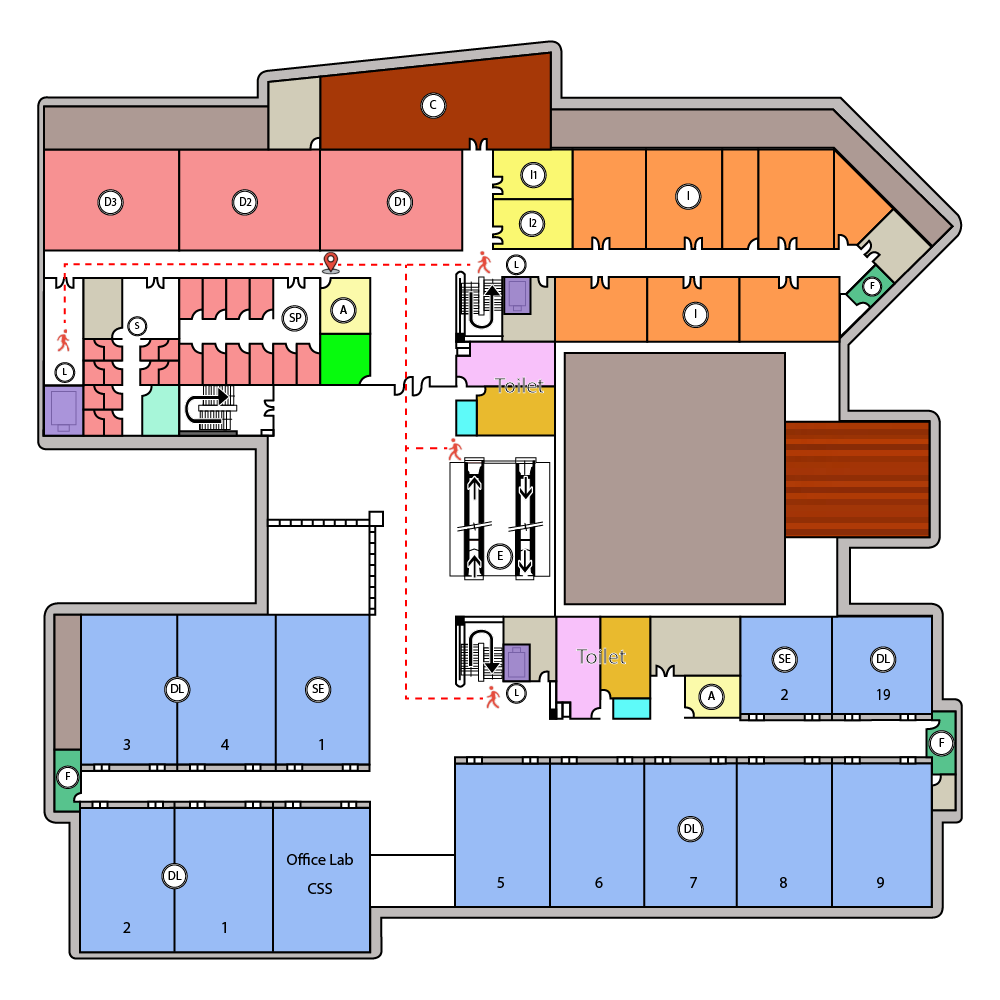 C
I1
D3
D2
D1
I
I2
L
F
A
SP
I
S
L
Toilet
E
Toilet
SE
DL
DL
SE
L
A
2
19
3
4
1
F
F
DL
Office Lab
DL
CSS
5
6
7
8
9
2
1